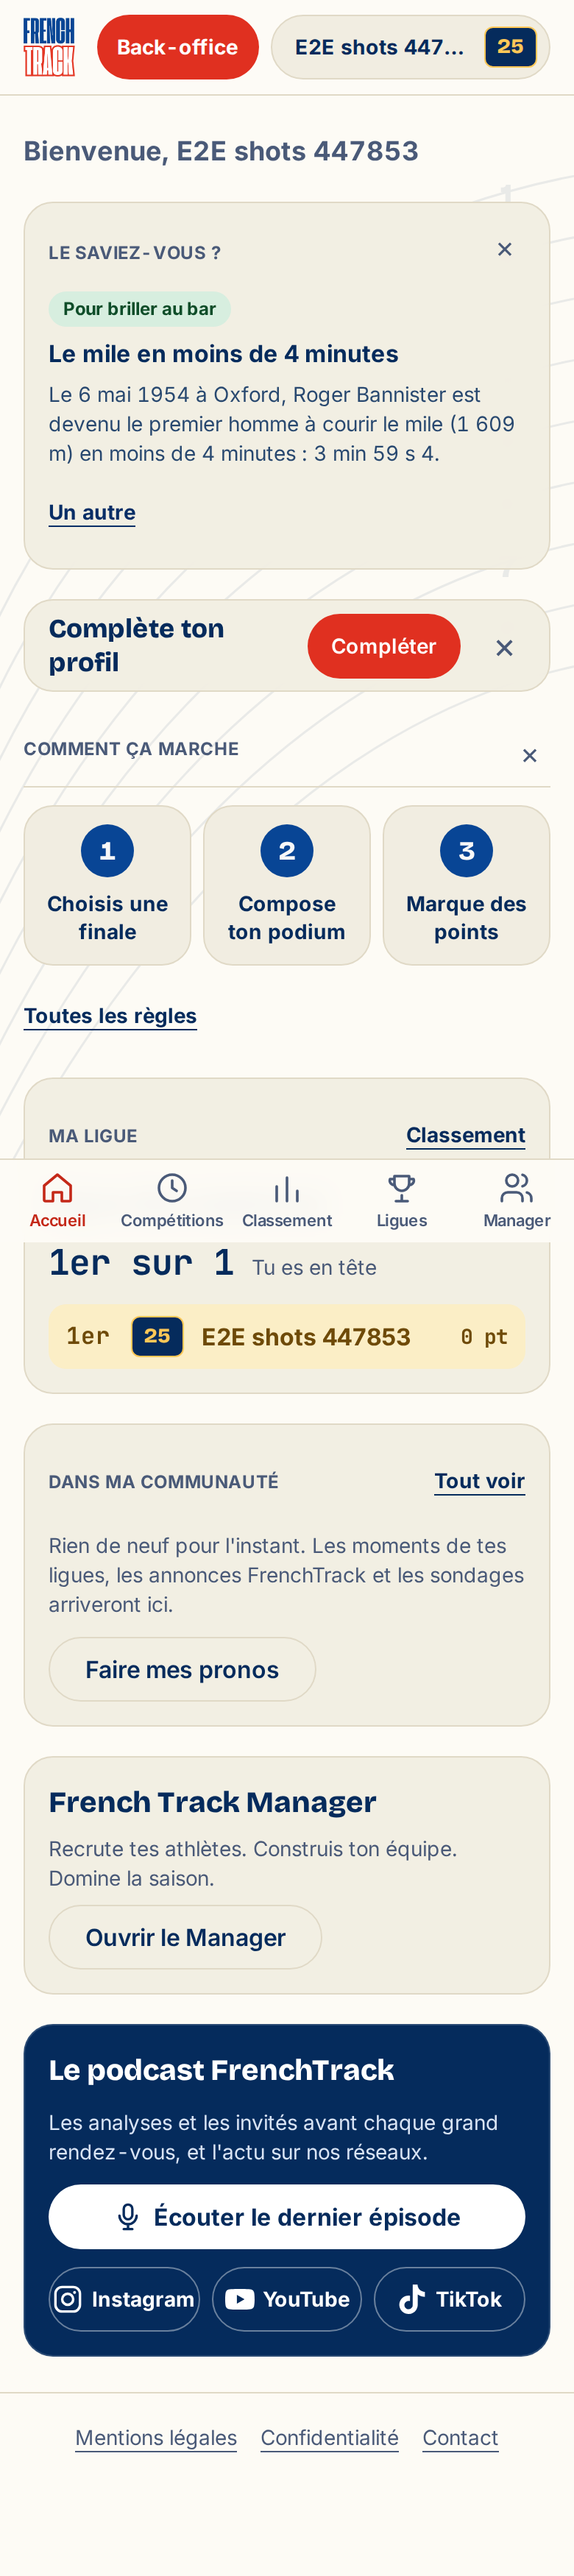 FRENCH
TRACK
Back-office
E2E shots 447...
25
Bienvenue, E2E shots 447853
LE SAVIEZ-VOUS ?
Pour briller au bar
Le mile en moins de 4 minutes
Le 6 mai 1954 à Oxford, Roger Bannister est
devenu le premier homme à courir le mile (1 609
m) en moins de 4 minutes : 3 min 59 s 4.
Un autre
Complète ton
profil
Compléter
COMMENT ÇA MARCHE
1
Choisis une
finale
2
Compose
ton podium
3
Marque des
points
Toutes les règles
MA LIGUE
Classement
Accueil
Compétitions
Classement
Ligues
Manager
1er sur 1
Tu es en tête
1er
25
E2E shots 447853
0 pt
DANS MA COMMUNAUTÉ
Tout voir
Rien de neuf pour l'instant. Les moments de tes
ligues, les annonces FrenchTrack et les sondages
arriveront ici.
Faire mes pronos
French Track Manager
Recrute tes athlètes. Construis ton équipe.
Domine la saison.
Ouvrir le Manager
Le podcast FrenchTrack
Les analyses et les invités avant chaque grand
rendez-vous, et l'actu sur nos réseaux.
Écouter le dernier épisode
Instagram
YouTube
TikTok
Mentions légales
Confidentialité
Contact